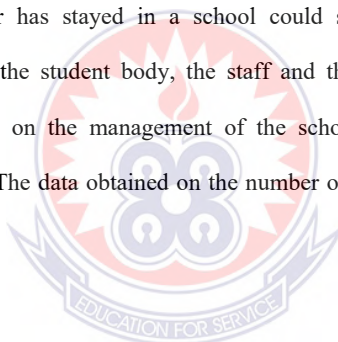 r has stayed in a school could s
the student body, the staff and th
on the management of the scho
The data obtained on the number o
EDUCATION FOR SERVICE